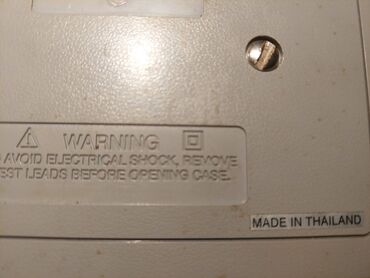 WARNING
AVOID ELECTRICAL SHOCK, REMOVE
EST LEADS BEFORE OPENING CASE.
MADE IN THAILAND